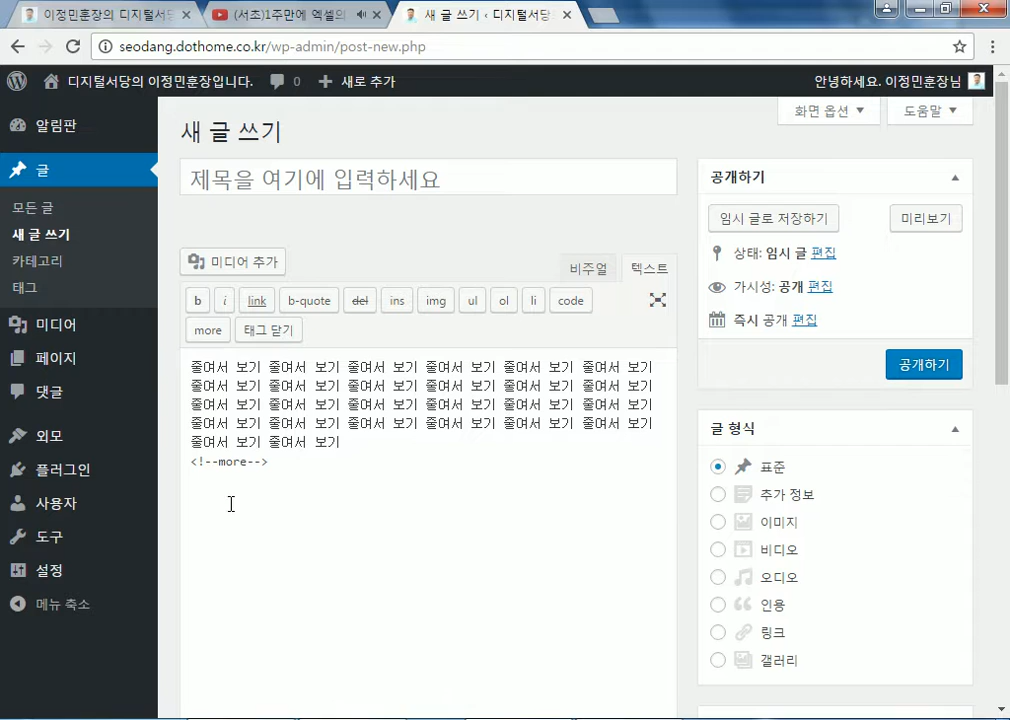 이정민훈장의 디지털서당
(서초)1주만에 엑셀의
새 글 쓰기 ‹ 디지털서당
seodang.dothome.co.kr/wp-admin/post-new.php
디지털서당의 이정민훈장입니다.
0
새로 추가
안녕하세요. 이정민훈장님
알림판
글
모든 글
새 글 쓰기
카테고리
태그
미디어
페이지
댓글
외모
플러그인
사용자
도구
설정
메뉴 축소
화면 옵션
도움말
새 글 쓰기
제목을 여기에 입력하세요
미디어 추가
비주얼
텍스트
b i link b-quote del ins img ul ol li code
more 태그 닫기
줄여서 보기 줄여서 보기 줄여서 보기 줄여서 보기 줄여서 보기 줄여서 보기
줄여서 보기 줄여서 보기 줄여서 보기 줄여서 보기 줄여서 보기 줄여서 보기
줄여서 보기 줄여서 보기 줄여서 보기 줄여서 보기 줄여서 보기 줄여서 보기
줄여서 보기 줄여서 보기 줄여서 보기 줄여서 보기 줄여서 보기 줄여서 보기
줄여서 보기 줄여서 보기
<!--more-->
공개하기
임시 글로 저장하기
미리보기
상태: 임시 글 편집
가시성: 공개 편집
즉시 공개 편집
공개하기
글 형식
표준
추가 정보
이미지
비디오
오디오
인용
링크
갤러리